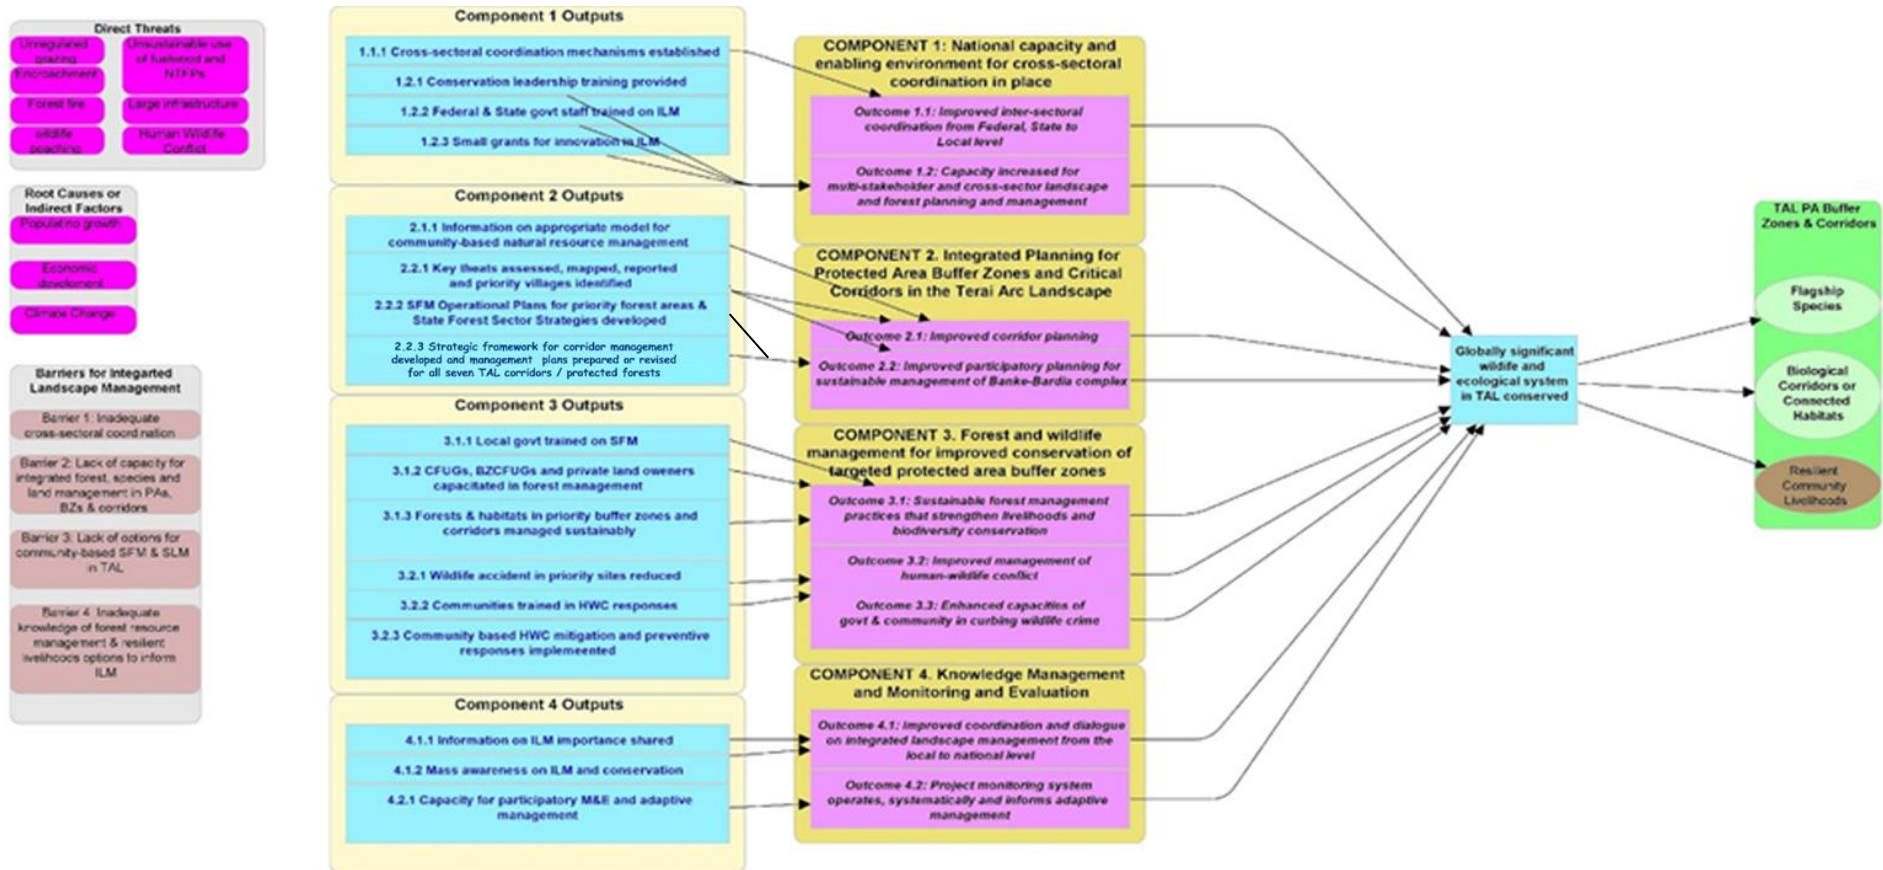 Direct Threats
Unregulated
grazing
Encroachment
Forest fire
wildlife
poaching
Unsustainable use
of fuelwood and
NTFPs
Large infrastructure
Human Wildlife
Conflict
Root Causes or
Indirect Factors
Populatino growth
Economic
develoment
Climate Change
Barriers for Integarted
Landscape Management
Barrier 1: Inadequate
cross-sectoral coordination
Barrier 2: Lack of capacity for
integrated forest, species and
land management in PAs,
BZs & corridors
Barrier 3: Lack of options for
community-based SFM & SLM
in TAL
Barrier 4: Inadequate
knowledge of forest resource
management & resilient
livelihoods options to inform
ILM
Component 1 Outputs
1.1.1 Cross-sectoral coordination mechanisms established
1.2.1 Conservation leadership training provided
1.2.2 Federal & State govt staff trained on ILM
1.2.3 Small grants for innovation in ILM
Component 2 Outputs
2.1.1 Information on appropriate model for
community-based natural resource management
2.2.1 Key theats assessed, mapped, reported
and priority villages identified
2.2.2 SFM Operational Plans for priority forest areas &
State Forest Sector Strategies developed
2.2.3 Strategic framework for corridor management
developed and management plans prepared or revised
for all seven TAL corridors / protected forests
Component 3 Outputs
3.1.1 Local govt trained on SFM
3.1.2 CFUGs, BZCFUGs and private land oweners
capacitated in forest management
3.1.3 Forests & habitats in priority buffer zones and
corridors managed sustainably
3.2.1 Wildlife accident in priority sites reduced
3.2.2 Communities trained in HWC responses
3.2.3 Community based HWC mitigation and preventive
responses implemeented
Component 4 Outputs
4.1.1 Information on ILM importance shared
4.1.2 Mass awareness on ILM and conservation
4.2.1 Capacity for participatory M&E and adaptive
management
COMPONENT 1: National capacity and
enabling environment for cross-sectoral
coordination in place
Outcome 1.1: Improved inter-sectoral
coordination from Federal, State to
Local level
Outcome 1.2: Capacity increased for
multi-stakeholder and cross-sector landscape
and forest planning and management
COMPONENT 2. Integrated Planning for
Protected Area Buffer Zones and Critical
Corridors in the Terai Arc Landscape
Outcome 2.1: Improved corridor planning
Outcome 2.2: Improved participatory planning for
sustainable management of Banke-Bardia complex
COMPONENT 3. Forest and wildlife
management for improved conservation of
targeted protected area buffer zones
Outcome 3.1: Sustainable forest management
practices that strengthen livelihoods and
biodiversity conservation
Outcome 3.2: Improved management of
human-wildlife conflict
Outcome 3.3: Enhanced capacities of
govt & community in curbing wildlife crime
COMPONENT 4. Knowledge Management
and Monitoring and Evaluation
Outcome 4.1: Improved coordination and dialogue
on integrated landscape management from the
local to national level
Outcome 4.2: Project monitoring system
operates, systematically and informs adaptive
management
Globally significant
wildife and
ecological system
in TAL conserved
TAL PA Buffer
Zones & Corridors
Flagship
Species
Biological
Corridors or
Connected
Habitats
Resilient
Community
Livelihoods